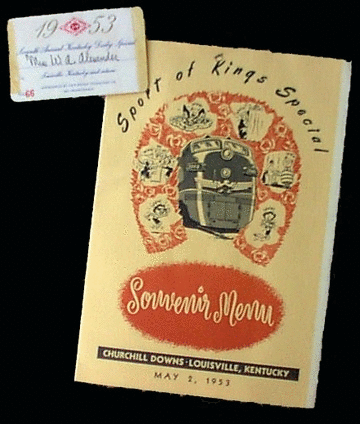 1953
Seventh Annual Kentucky Derby Special
Mrs W. A. Alexander
Louisville Kentucky and return
66
Sport of Kings Special
Souvenir Menu
CHURCHILL DOWNS · LOUISVILLE, KENTUCKY
MAY 2, 1953